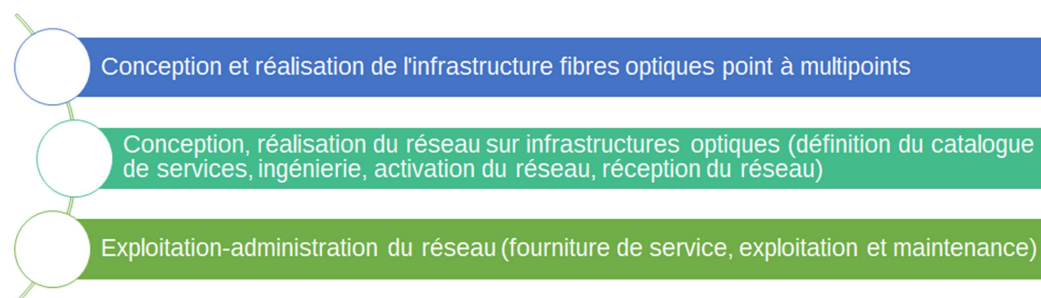 Conception et réalisation de l'infrastructure fibres optiques point à multipoints
Conception, réalisation du réseau sur infrastructures optiques (définition du catalogue
de services, ingénierie, activation du réseau, réception du réseau)
Exploitation-administration du réseau (fourniture de service, exploitation et maintenance)